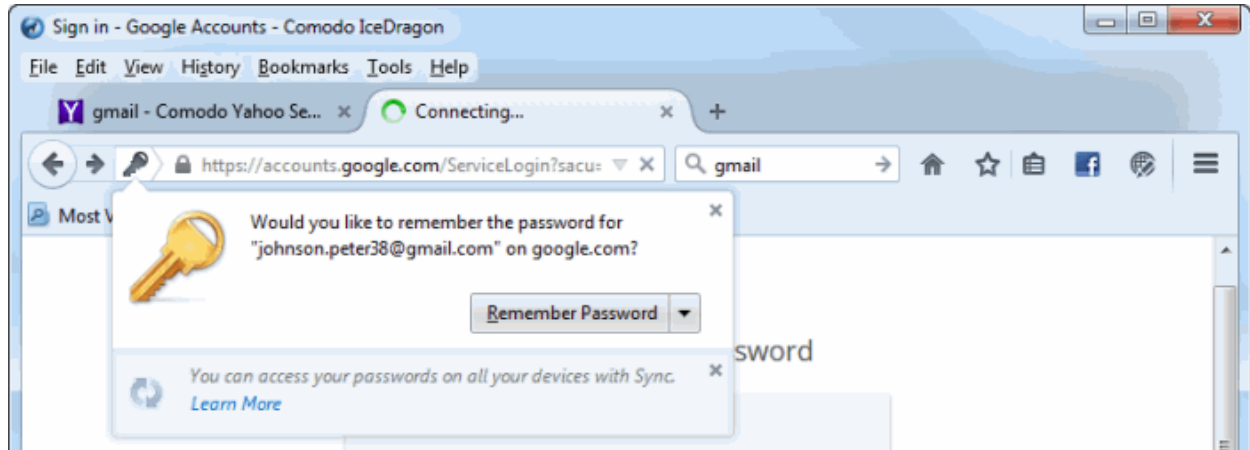 Sign in - Google Accounts - Comodo IceDragon
File Edit View History Bookmarks Tools Help
gmail - Comodo Yahoo Se...
Connecting...
https://accounts.google.com/ServiceLogin?sacu=
gmail
Most
Would you like to remember the password for
"johnson.peter38@gmail.com" on google.com?
Remember Password
sword
You can access your passwords on all your devices with Sync.
Learn More